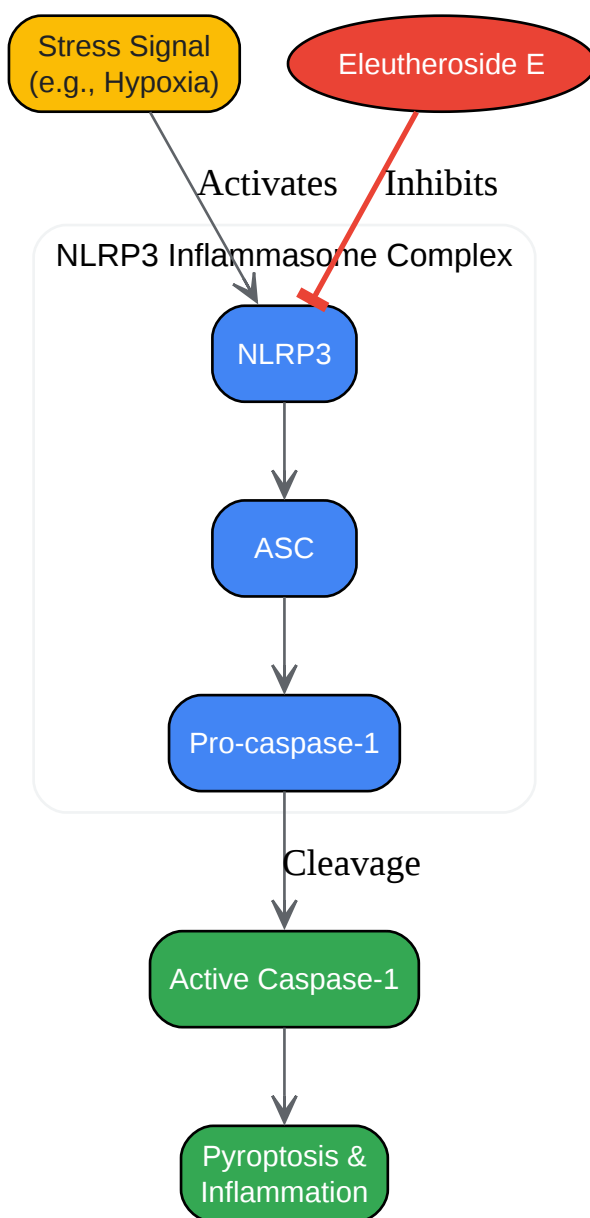 Stress Signal
(e.g., Hypoxia)
Eleutheroside E
Activates
Inhibits
NLRP3 Inflammasome Complex
NLRP3
ASC
Pro-caspase-1
Cleavage
Active Caspase-1
Pyroptosis &
Inflammation